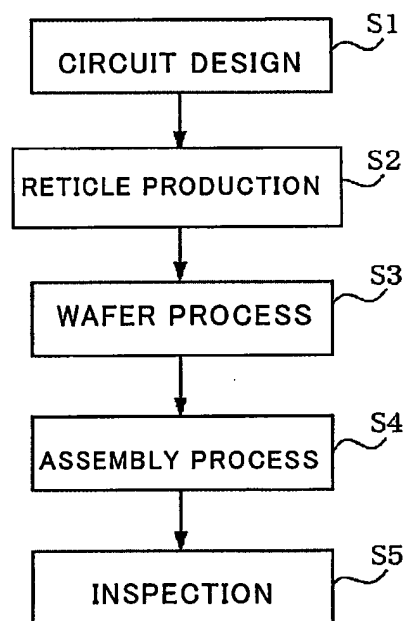 S1
CIRCUIT DESIGN
S2
RETICLE PRODUCTION
S3
WAFER PROCESS
S4
ASSEMBLY PROCESS
S5
INSPECTION